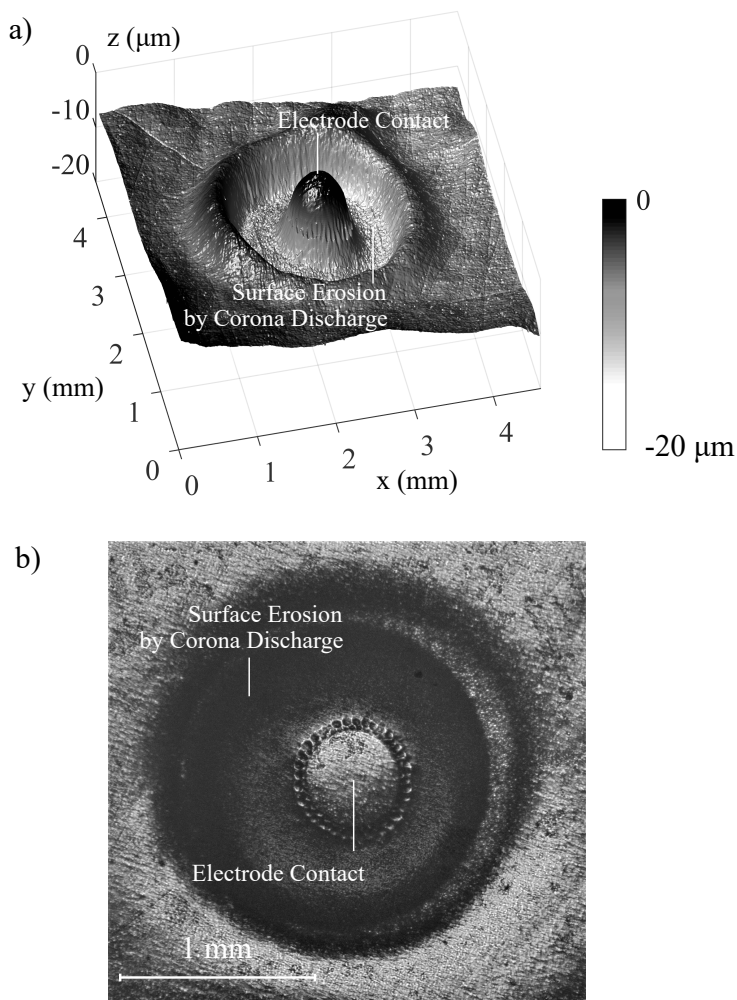 a)
z (μm)
0
-10
-20
Electrode Contact
Surface Erosion
by Corona Discharge
4
3
2
1
0
y (mm)
0
1
2
3
4
x (mm)
0
-20 μm
b)
Surface Erosion
by Corona Discharge
Electrode Contact
1 mm